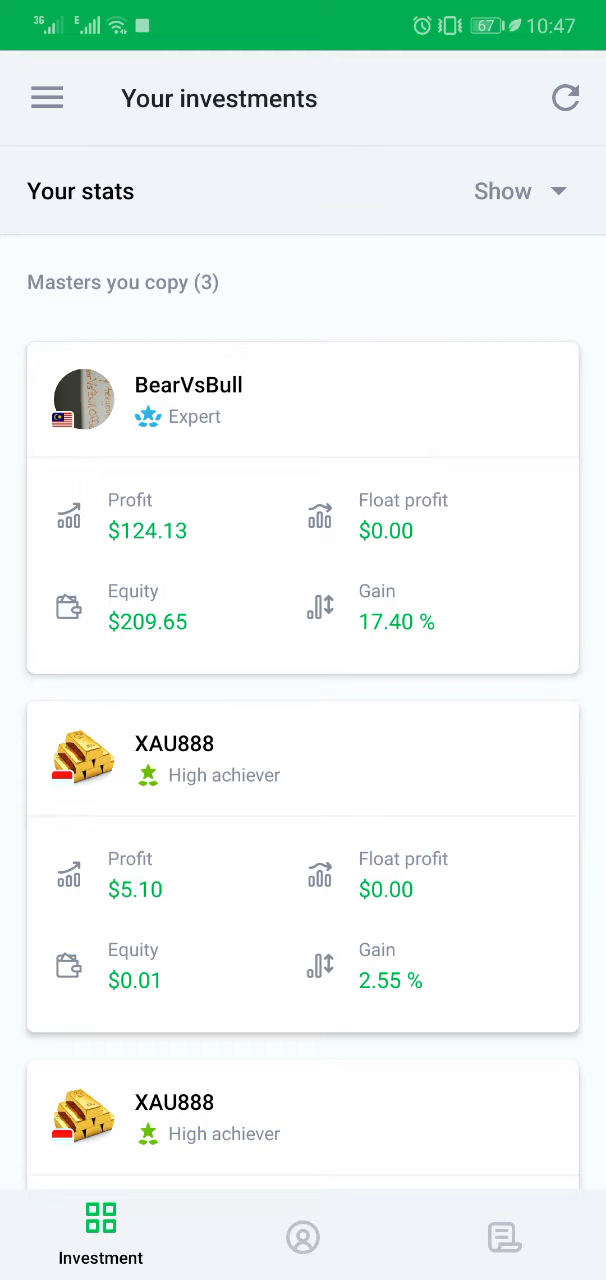 3G E 67 10:47
Your investments
Your stats Show
Masters you copy (3)
BearVsBull
Expert
Profit Float profit
$124.13 $0.00
Equity Gain
$209.65 17.40 %
XAU888
High achiever
Profit Float profit
$5.10 $0.00
Equity Gain
$0.01 2.55 %
XAU888
High achiever
Investment